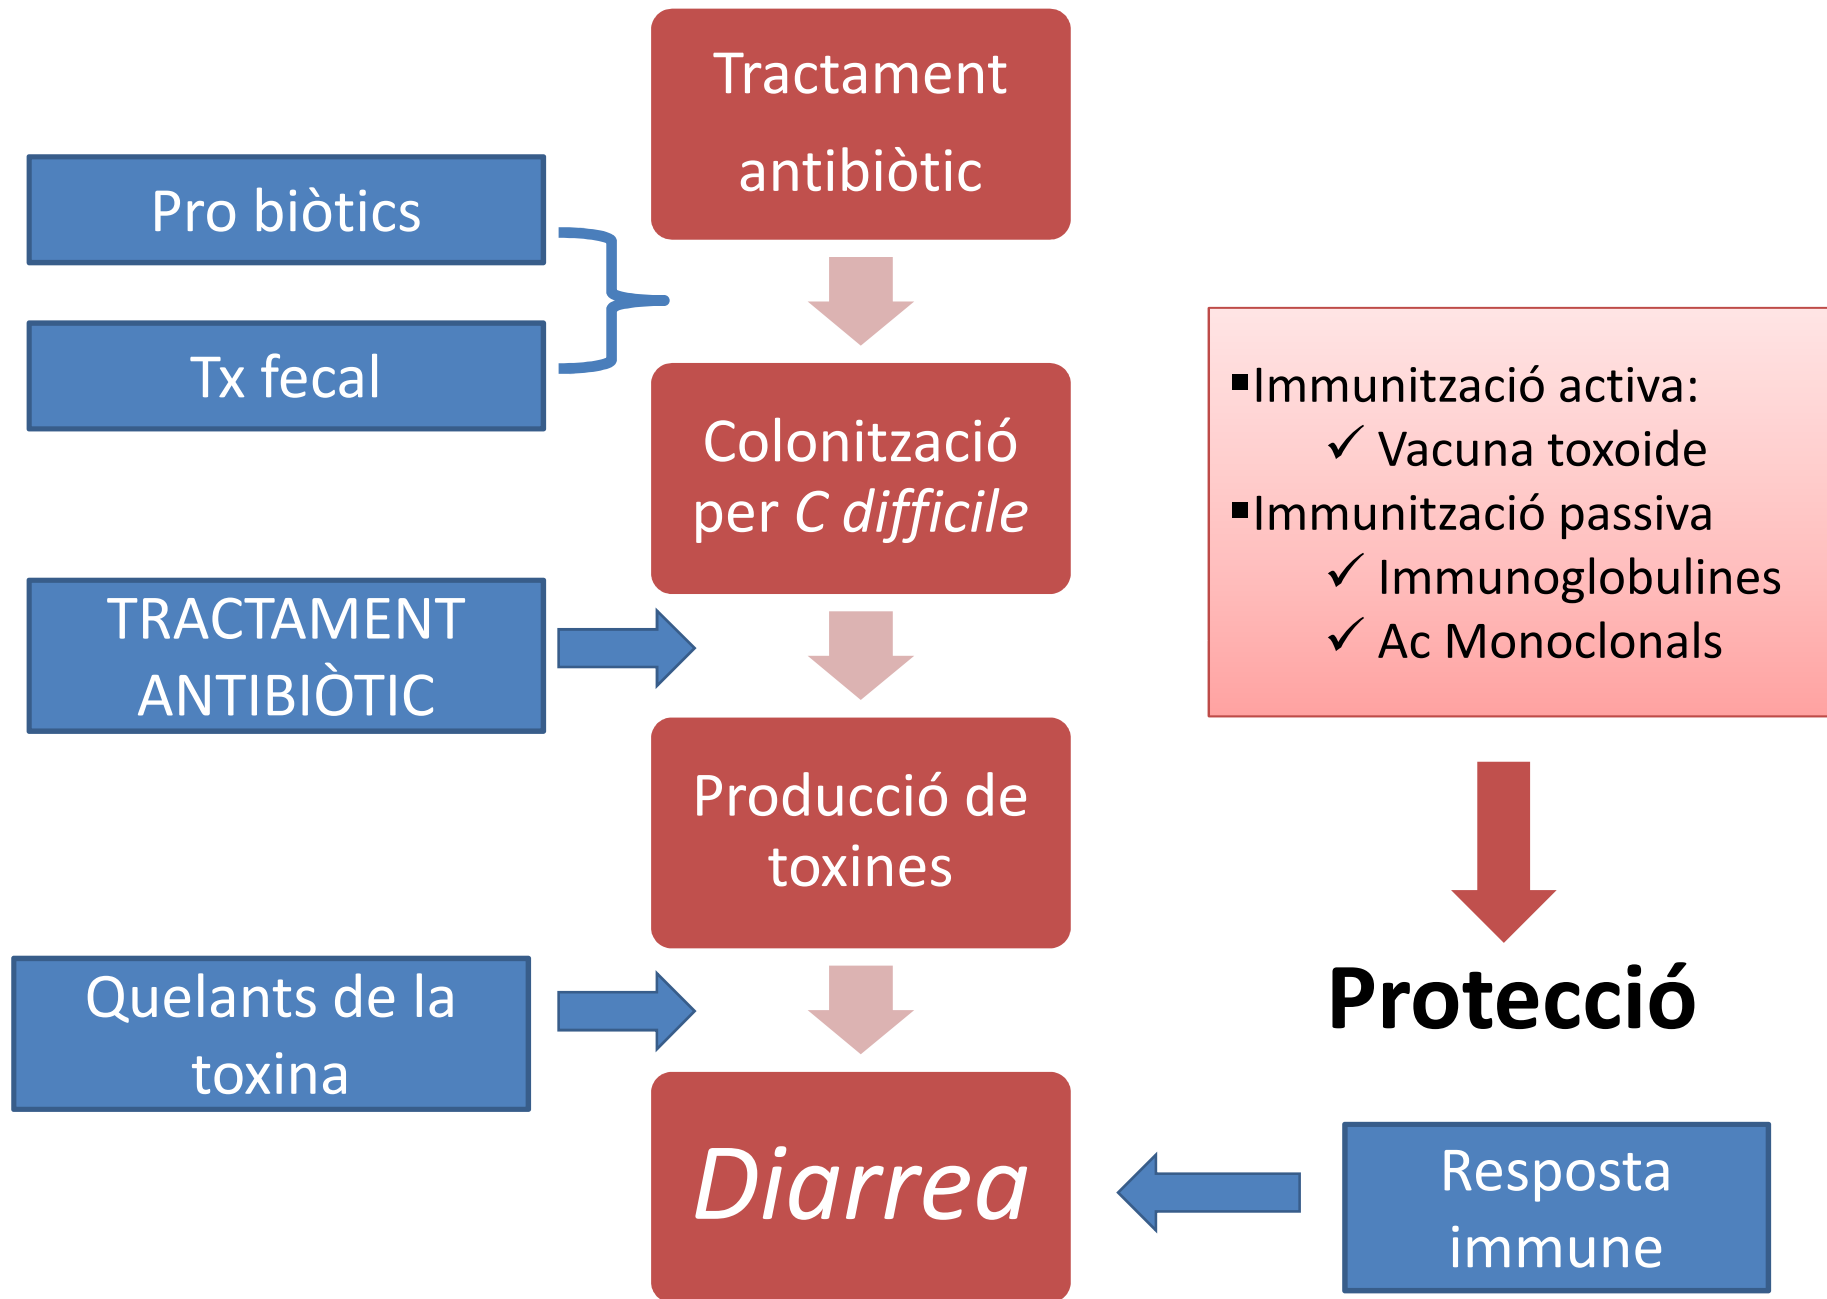 Tractament
antibiòtic
Pro biòtics
Tx fecal
Colonització
per C difficile
TRACTAMENT
ANTIBIÒTIC
Producció de
toxines
Quelants de la
toxina
Diarrea
▪Immunització activa:
✓ Vacuna toxoide
▪Immunització passiva
✓ Immunoglobulines
✓ Ac Monoclonals
Protecció
Resposta
immune